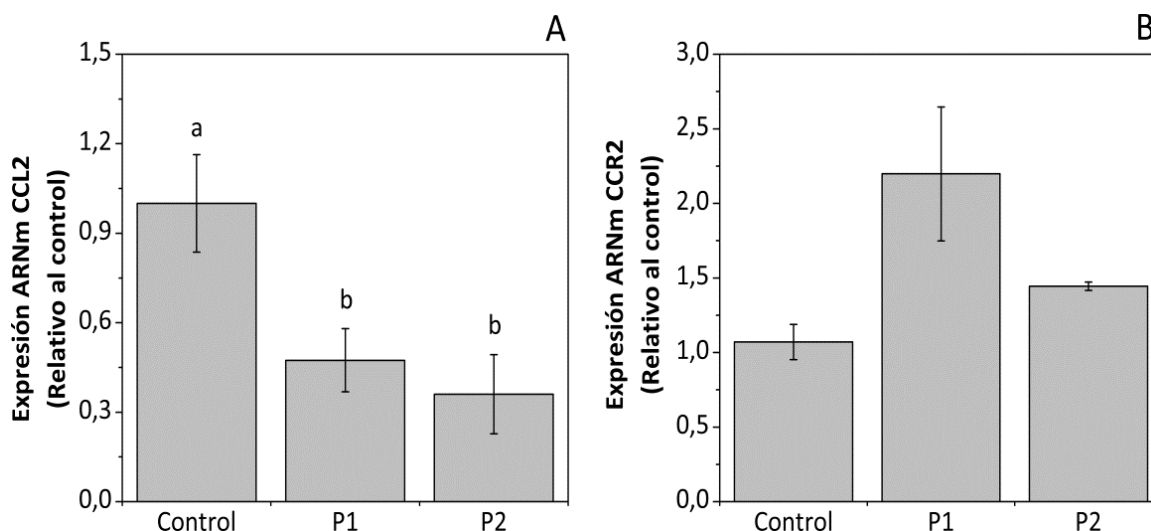 A
Expresión ARNm CCL2
(Relativo al control)
1,5
1,2
0,9
0,6
0,3
0,0
a
b
b
Control P1 P2
B
Expresión ARNm CCR2
(Relativo al control)
3,0
2,5
2,0
1,5
1,0
0,5
0,0
Control P1 P2